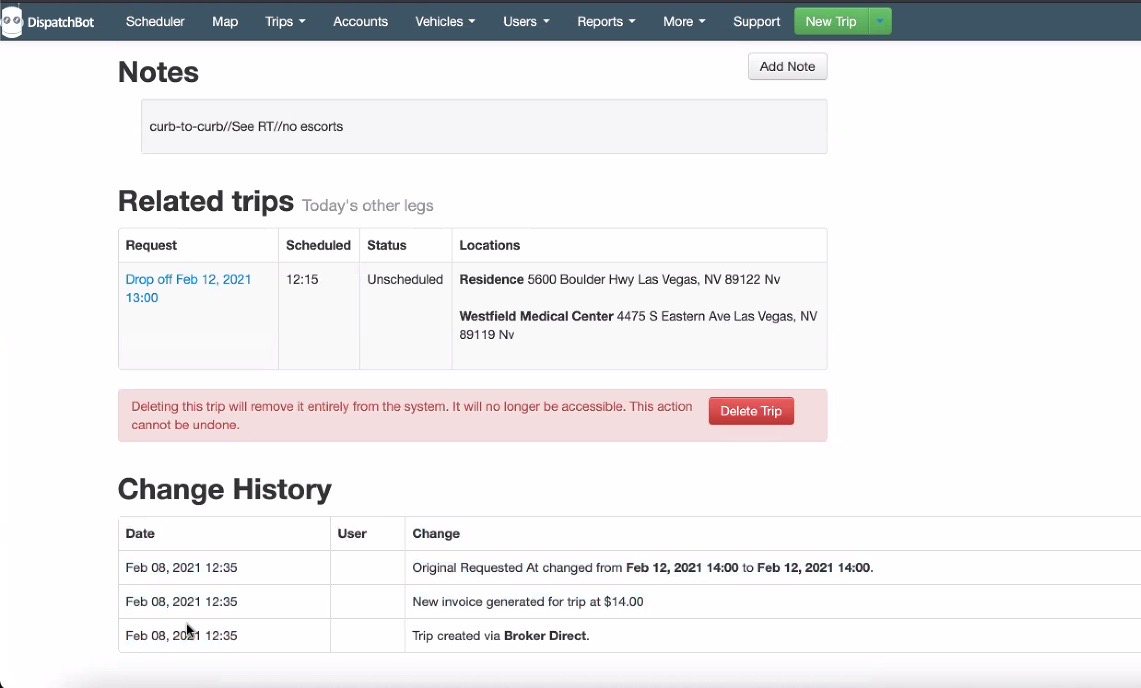 DispatchBot Scheduler Map Trips Accounts Vehicles Users Reports More Support New Trip
Notes
Add Note
curb-to-curb//See RT//no escorts
Related trips Today's other legs
Request Scheduled Status Locations
Drop off Feb 12, 2021 12:15 Unscheduled Residence 5600 Boulder Hwy Las Vegas, NV 89122 Nv
13:00
Westfield Medical Center 4475 S Eastern Ave Las Vegas, NV
89119 Nv
Deleting this trip will remove it entirely from the system. It will no longer be accessible. This action
cannot be undone.
Delete Trip
Change History
Date User Change
Feb 08, 2021 12:35 Original Requested At changed from Feb 12, 2021 14:00 to Feb 12, 2021 14:00.
Feb 08, 2021 12:35 New invoice generated for trip at $14.00
Feb 08, 2021 12:35 Trip created via Broker Direct.